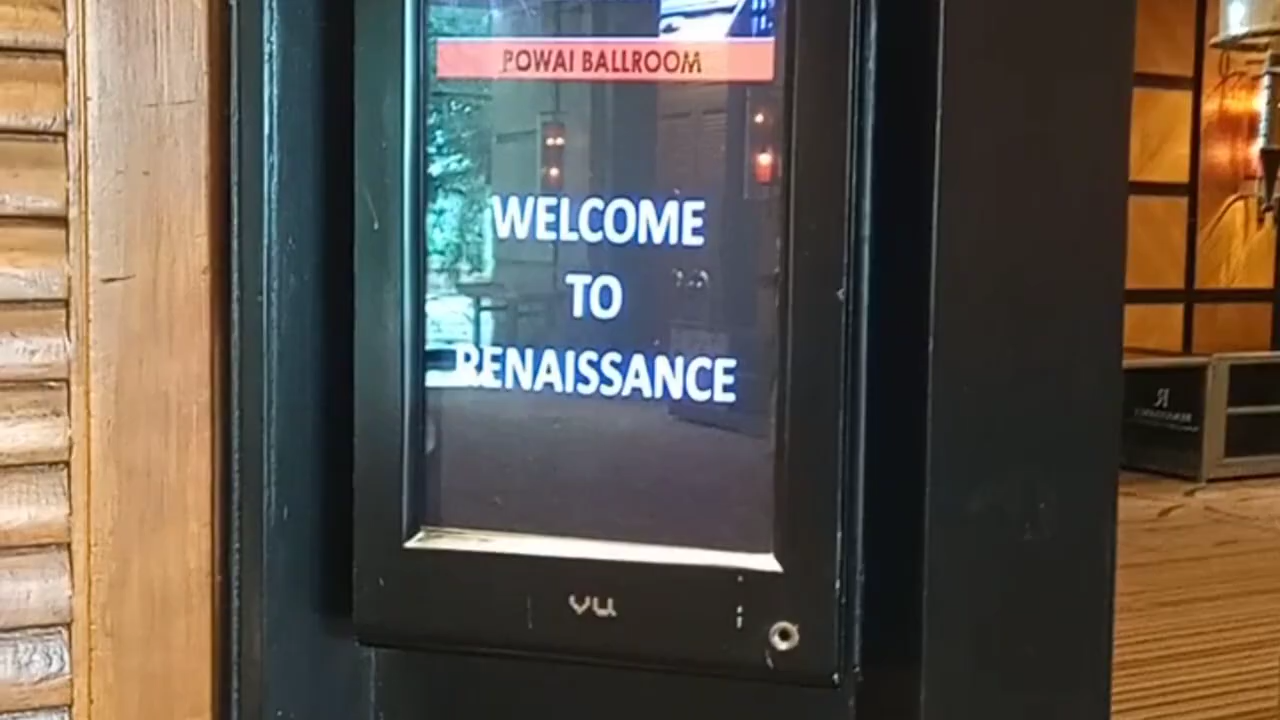 POWAI BALLROOM
WELCOME
TO
RENAISSANCE
vu
R